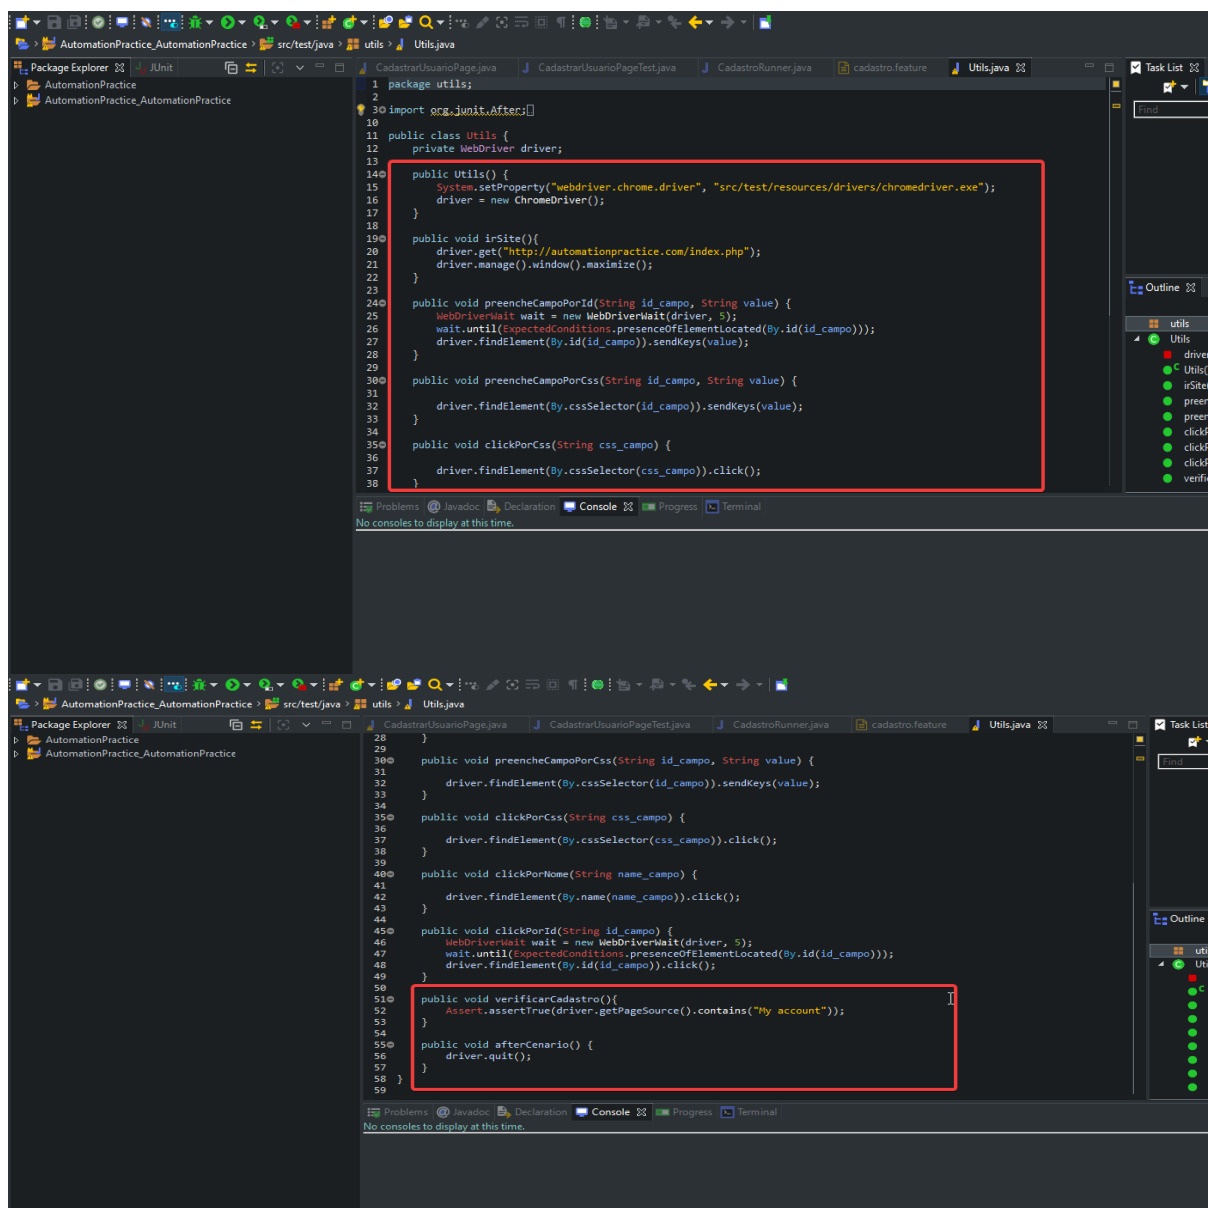 AutomationPractice_AutomationPractice > src/test/java > utils > Utils.java
Package Explorer JUnit
CadastrarUsuarioPage.java CadastrarUsuarioPageTest.java CadastroRunner.java cadastro.feature Utils.java
Task List
AutomationPractice
AutomationPractice_AutomationPractice
Find
1 package utils;
2
3 import org.junit.After;
10
11 public class Utils {
12 private WebDriver driver;
13
14 public Utils() {
15 System.setProperty("webdriver.chrome.driver", "src/test/resources/drivers/chromedriver.exe");
16 driver = new ChromeDriver();
17 }
18
19 public void irSite(){
20 driver.get("http://automationpractice.com/index.php");
21 driver.manage().window().maximize();
22 }
23
24 public void preencheCampoPorId(String id_campo, String value) {
25 WebDriverWait wait = new WebDriverWait(driver, 5);
26 wait.until(ExpectedConditions.presenceOfElementLocated(By.id(id_campo)));
27 driver.findElement(By.id(id_campo)).sendKeys(value);
28 }
29
30 public void preencheCampoPorCss(String id_campo, String value) {
31
32 driver.findElement(By.cssSelector(id_campo)).sendKeys(value);
33 }
34
35 public void clickPorCss(String css_campo) {
36
37 driver.findElement(By.cssSelector(css_campo)).click();
38 }
Outline
utils
Utils
driver
Utils(
irSite
preen
preen
clickP
clickP
clickP
verific
Problems Javadoc Declaration Console Progress Terminal
No consoles to display at this time.
AutomationPractice_AutomationPractice > src/test/java > utils > Utils.java
Package Explorer JUnit
CadastrarUsuarioPage.java CadastrarUsuarioPageTest.java CadastroRunner.java cadastro.feature Utils.java
Task List
AutomationPractice
AutomationPractice_AutomationPractice
Find
28 }
29
30 public void preencheCampoPorCss(String id_campo, String value) {
31
32 driver.findElement(By.cssSelector(id_campo)).sendKeys(value);
33 }
34
35 public void clickPorCss(String css_campo) {
36
37 driver.findElement(By.cssSelector(css_campo)).click();
38 }
39
40 public void clickPorNome(String name_campo) {
41
42 driver.findElement(By.name(name_campo)).click();
43 }
44
45 public void clickPorId(String id_campo) {
46 WebDriverWait wait = new WebDriverWait(driver, 5);
47 wait.until(ExpectedConditions.presenceOfElementLocated(By.id(id_campo)));
48 driver.findElement(By.id(id_campo)).click();
49 }
50
51 public void verificarCadastro(){
52 Assert.assertTrue(driver.getPageSource().contains("My account"));
53 }
54
55 public void afterCenario() {
56 driver.quit();
57 }
58 }
59
Outline
uti
Uti
Problems Javadoc Declaration Console Progress Terminal
No consoles to display at this time.